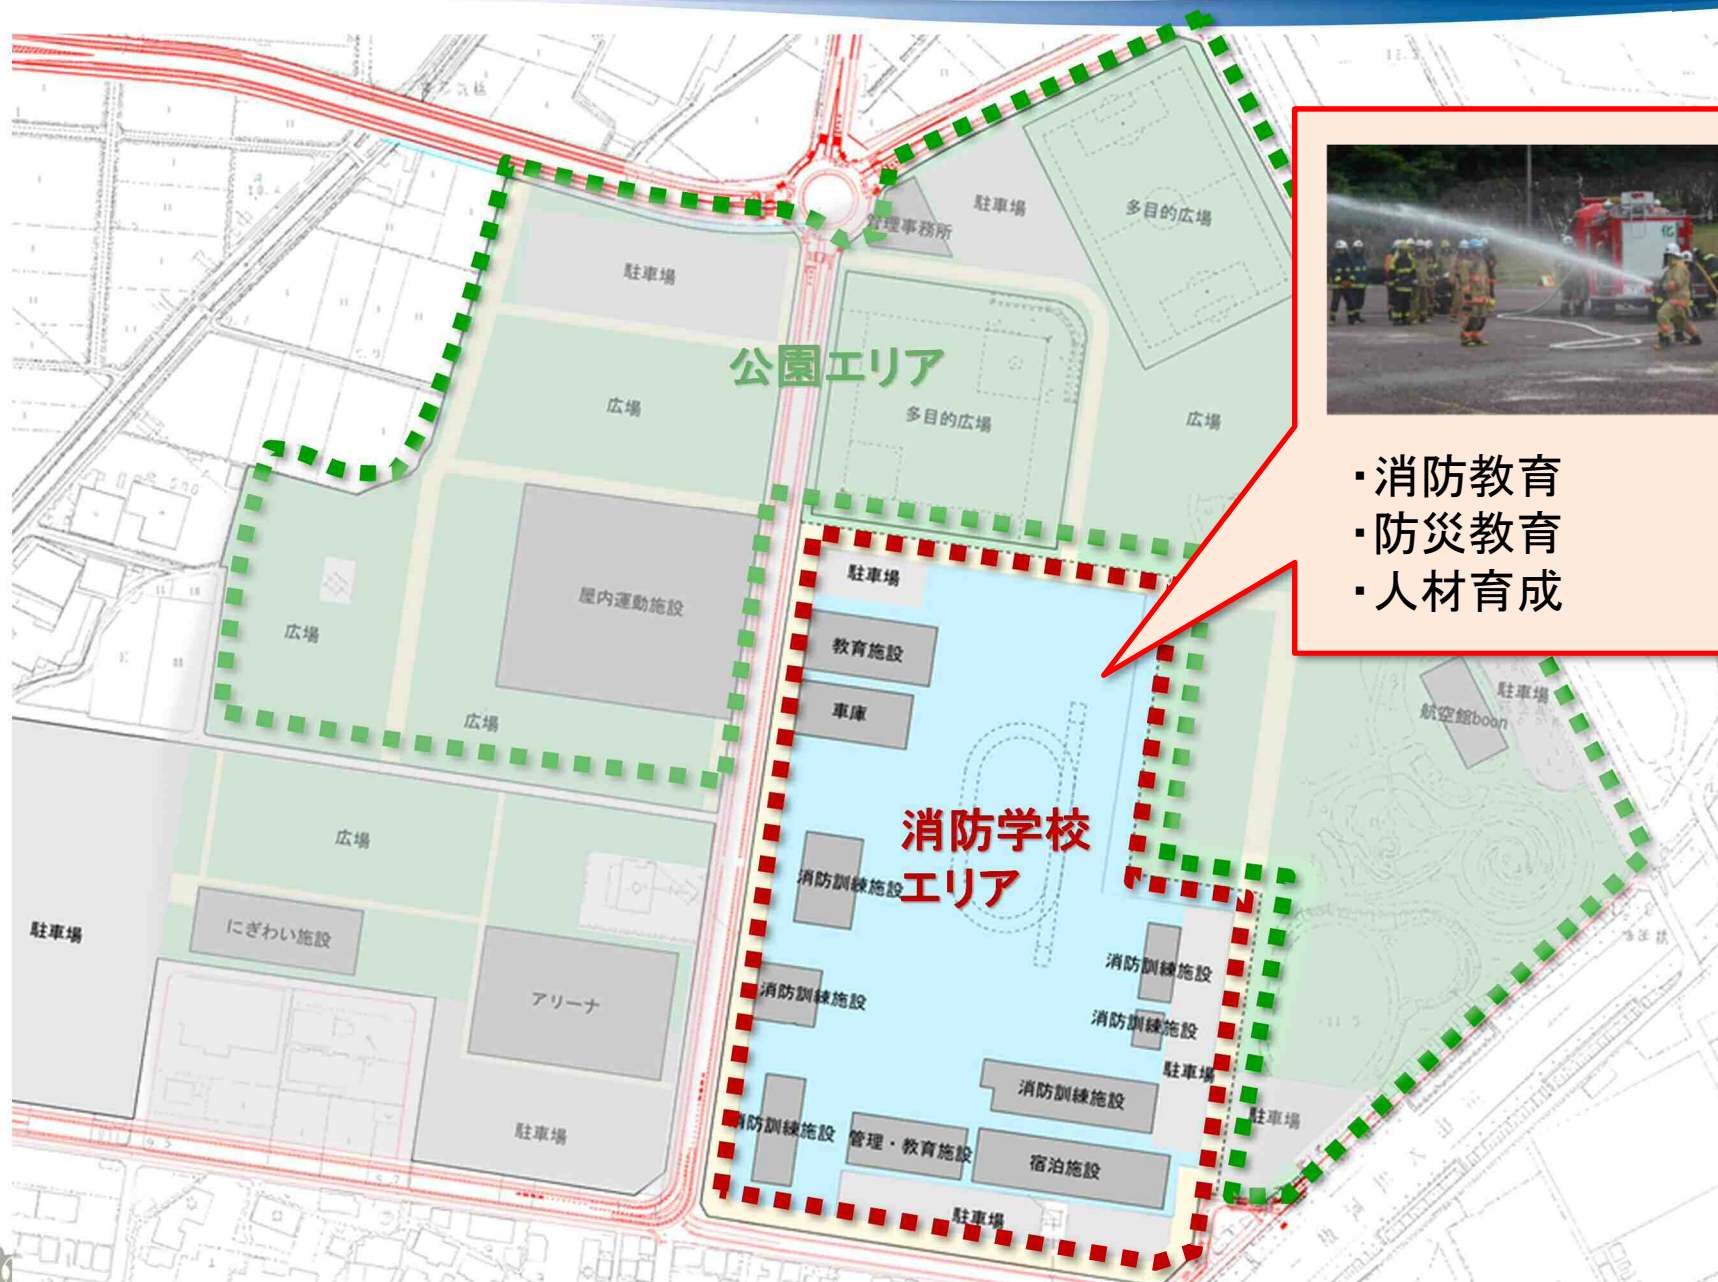 駐車場
多目的広場
管理事務所
駐車場
公園エリア
広場
多目的広場
広場
化
・消防教育
・防災教育
・人材育成
駐車場
屋内運動施設
広場
教育施設
車庫
広場
駐車場
航空館boon
消防学校
エリア
広場
消防訓練施設
駐車場
にぎわい施設
アリーナ
消防訓練施設
消防訓練施設
消防訓練施設
駐車場
消防訓練施設
駐車場
駐車場
消防訓練施設
管理・教育施設
宿泊施設
駐車場